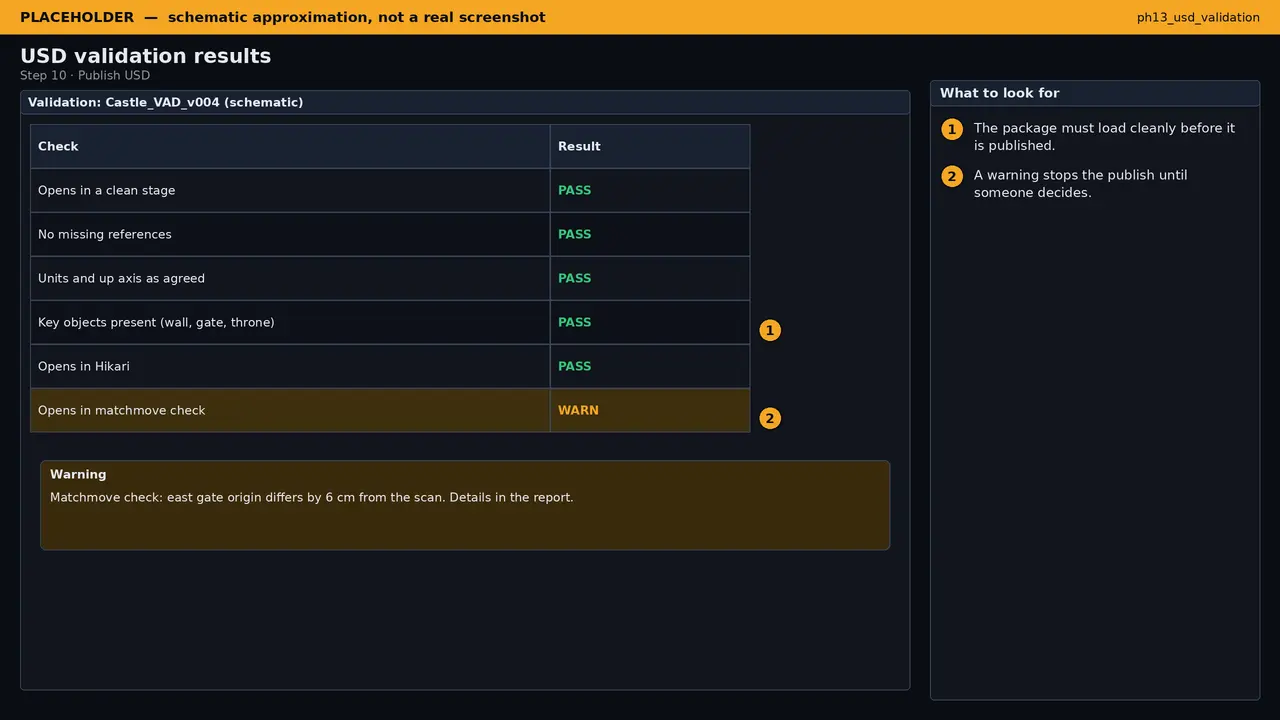 PLACEHOLDER — schematic approximation, not a real screenshot
ph13_usd_validation
USD validation results
Step 10 · Publish USD
Validation: Castle_VAD_v004 (schematic)
Check Result
Opens in a clean stage PASS
No missing references PASS
Units and up axis as agreed PASS
Key objects present (wall, gate, throne) PASS
1
Opens in Hikari PASS
Opens in matchmove check WARN
2
Warning
Matchmove check: east gate origin differs by 6 cm from the scan. Details in the report.
What to look for
1 The package must load cleanly before it
is published.
2 A warning stops the publish until
someone decides.